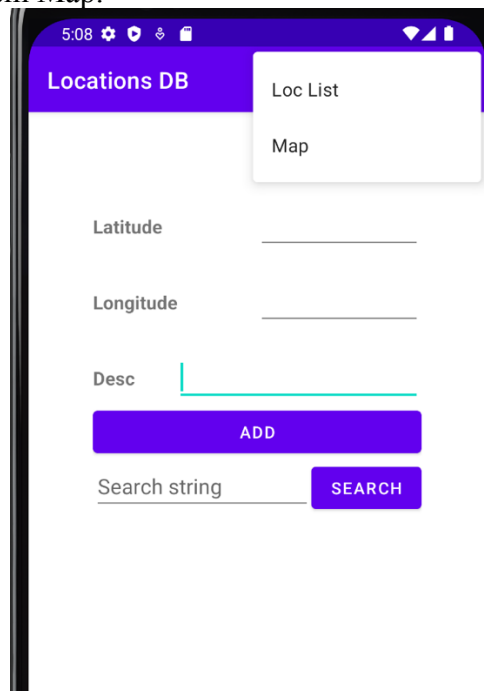 5:08
Locations DB
Loc List
Map
Latitude
Longitude
Desc
ADD
Search string
SEARCH